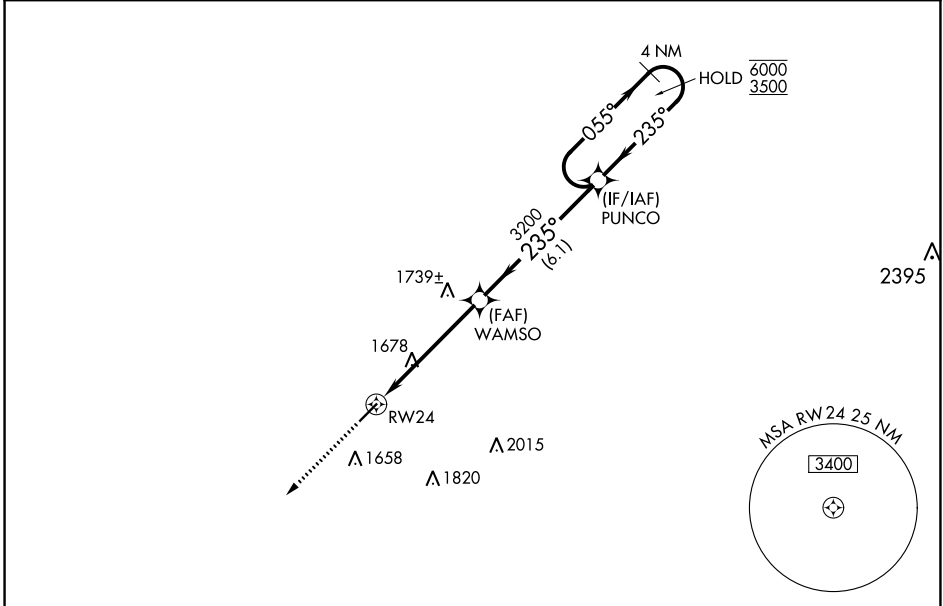 4 NM
HOLD 6000
3500
055°
235°
(IF/IAF)
PUNCO
3200
235°
(6.1)
2395
1739±
(FAF)
WAMSO
1678
RW24
2015
1658
1820
MSA RW24 25 NM
3400